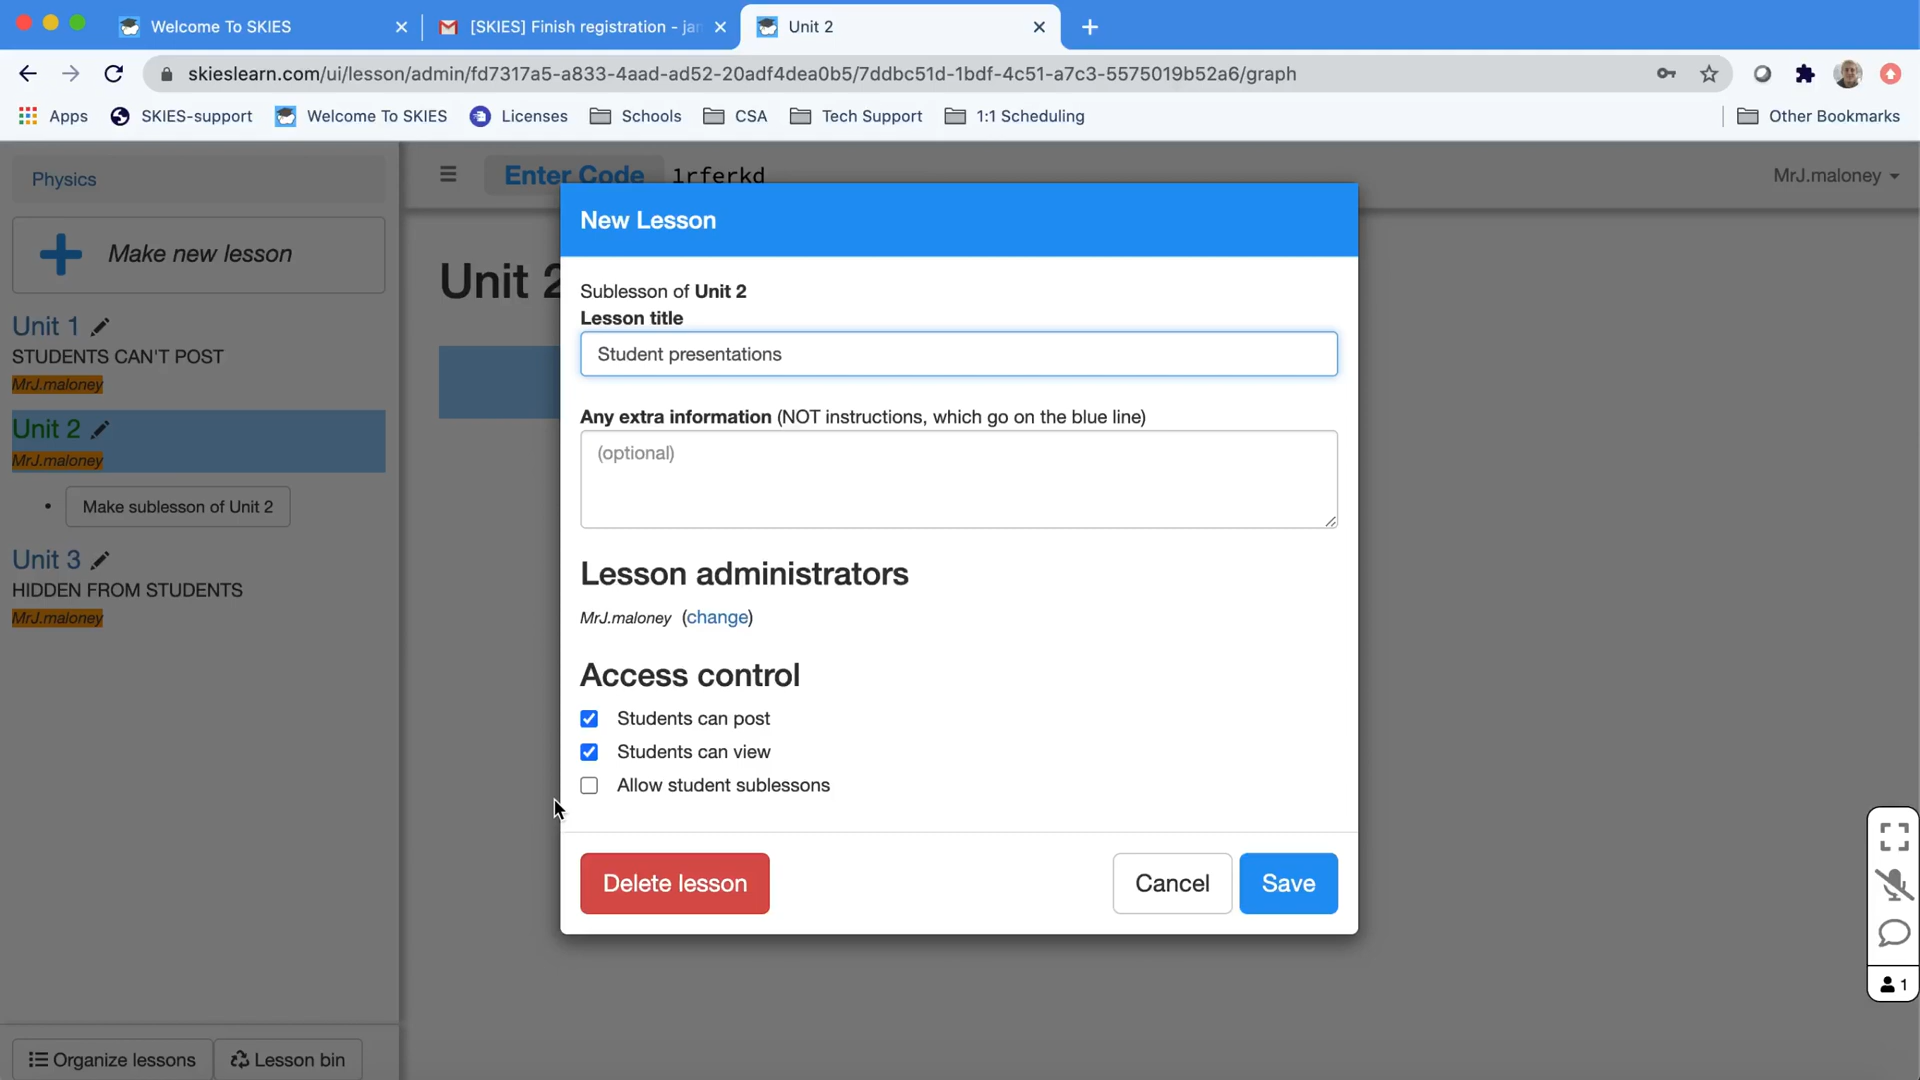 Welcome To SKIES
[SKIES] Finish registration - jan
Unit 2
skieslearn.com/ui/lesson/admin/fd7317a5-a833-4aad-ad52-20adf4dea0b5/7ddbc51d-1bdf-4c51-a7c3-5575019b52a6/graph
Apps
SKIES-support
Welcome To SKIES
Licenses
Schools
CSA
Tech Support
1:1 Scheduling
Other Bookmarks
Physics
Enter Code
1rferkd
MrJ.maloney
Make new lesson
Unit 1
STUDENTS CAN'T POST
MrJ.maloney
Unit 2
MrJ.maloney
Make sublesson of Unit 2
Unit 3
HIDDEN FROM STUDENTS
MrJ.maloney
Organize lessons
Lesson bin
Unit 2
New Lesson
Sublesson of Unit 2
Lesson title
Student presentations
Any extra information (NOT instructions, which go on the blue line)
(optional)
Lesson administrators
MrJ.maloney (change)
Access control
Students can post
Students can view
Allow student sublessons
Delete lesson
Cancel
Save
1